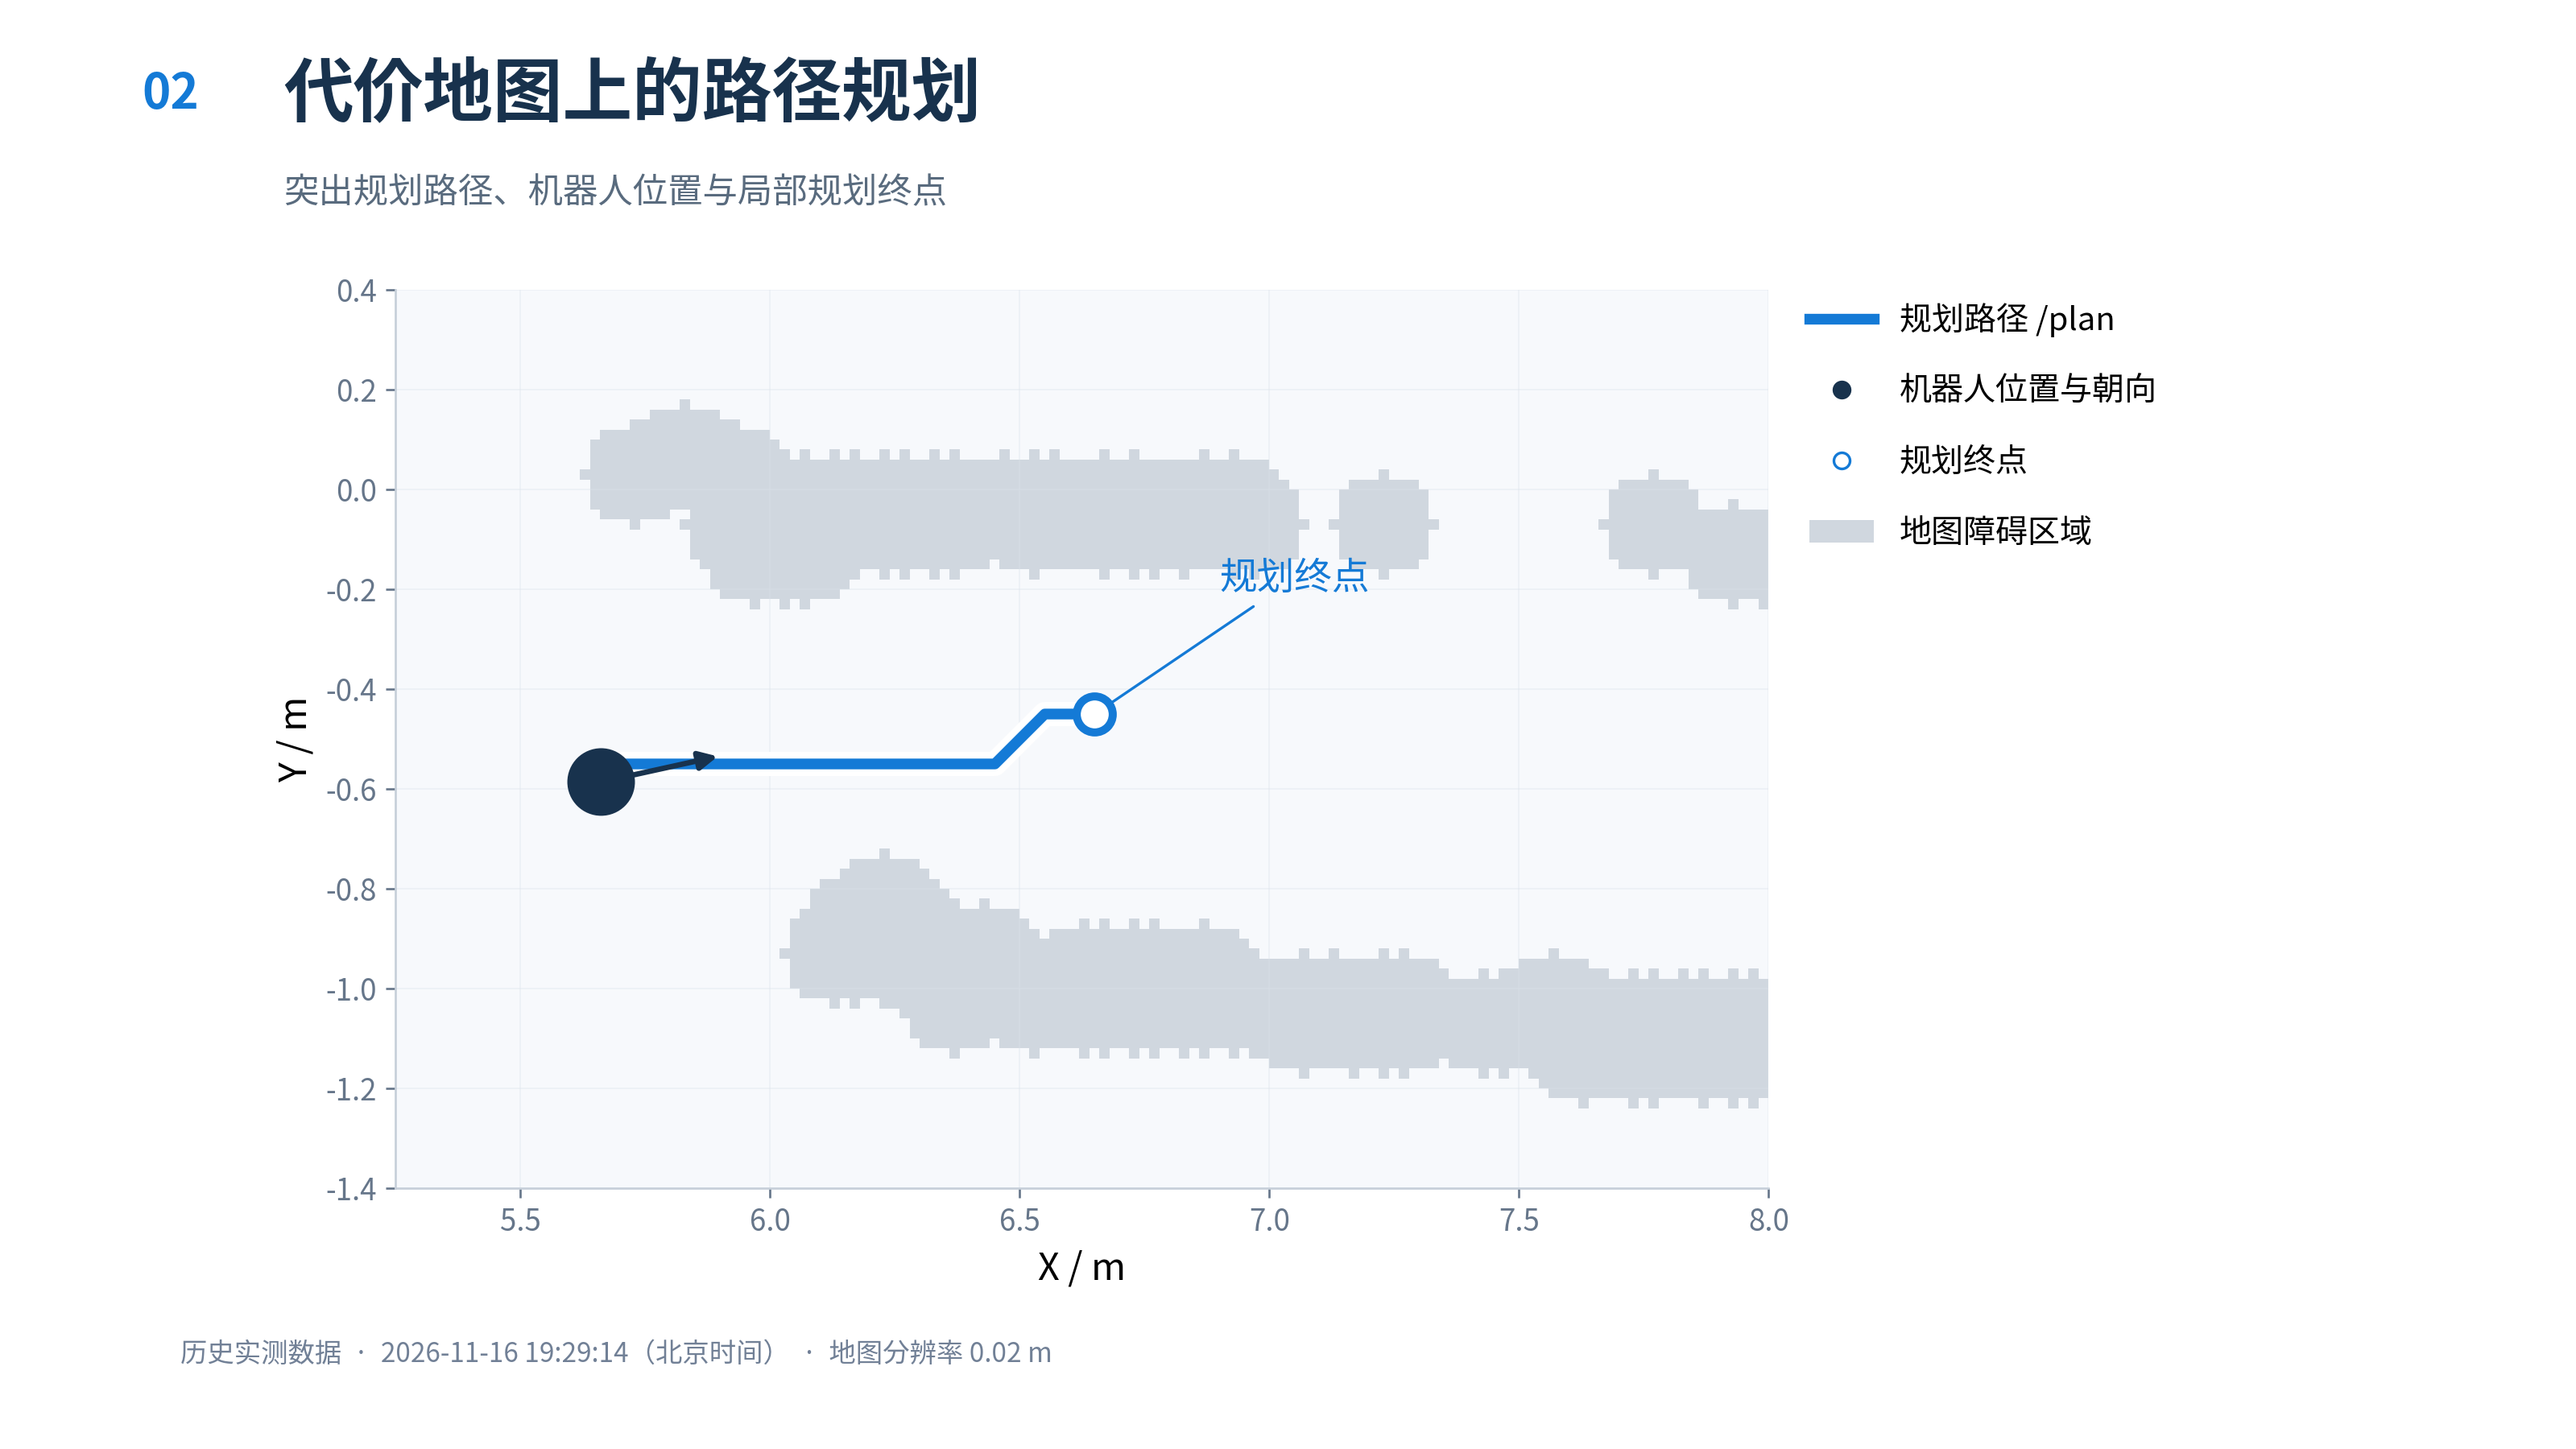 02 代价地图上的路径规划
突出规划路径、机器人位置与局部规划终点
0.4
0.2
0.0
-0.2
-0.4
-0.6
-0.8
-1.0
-1.2
-1.4
Y / m
规划终点
5.5 6.0 6.5 7.0 7.5 8.0
X / m
规划路径 /plan
机器人位置与朝向
规划终点
地图障碍区域
历史实测数据 · 2026-11-16 19:29:14（北京时间） · 地图分辨率 0.02 m